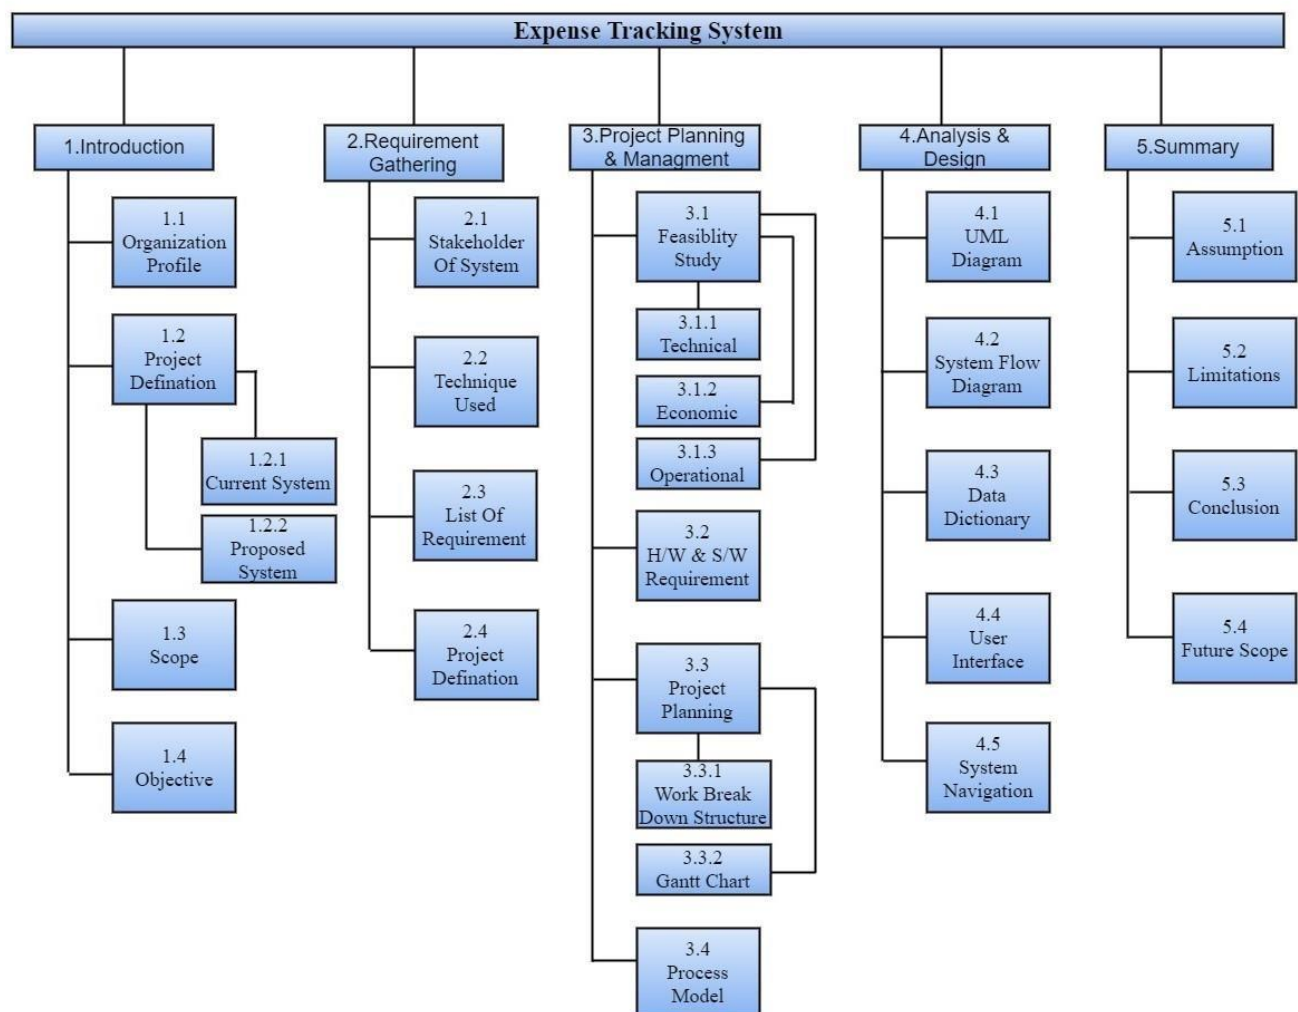 Expense Tracking System
1.Introduction
1.1
Organization
Profile
1.2
Project
Defination
1.2.1
Current System
1.2.2
Proposed
System
1.3
Scope
1.4
Objective
2.Requirement
Gathering
2.1
Stakeholder
Of System
2.2
Technique
Used
2.3
List Of
Requirement
2.4
Project
Defination
3.Project Planning
& Managment
3.1
Feasiblity
Study
3.1.1
Technical
3.1.2
Economic
3.1.3
Operational
3.2
H/W & S/W
Requirement
3.3
Project
Planning
3.3.1
Work Break
Down Structure
3.3.2
Gantt Chart
3.4
Process
Model
4.Analysis &
Design
4.1
UML
Diagram
4.2
System Flow
Diagram
4.3
Data
Dictionary
4.4
User
Interface
4.5
System
Navigation
5.Summary
5.1
Assumption
5.2
Limitations
5.3
Conclusion
5.4
Future Scope